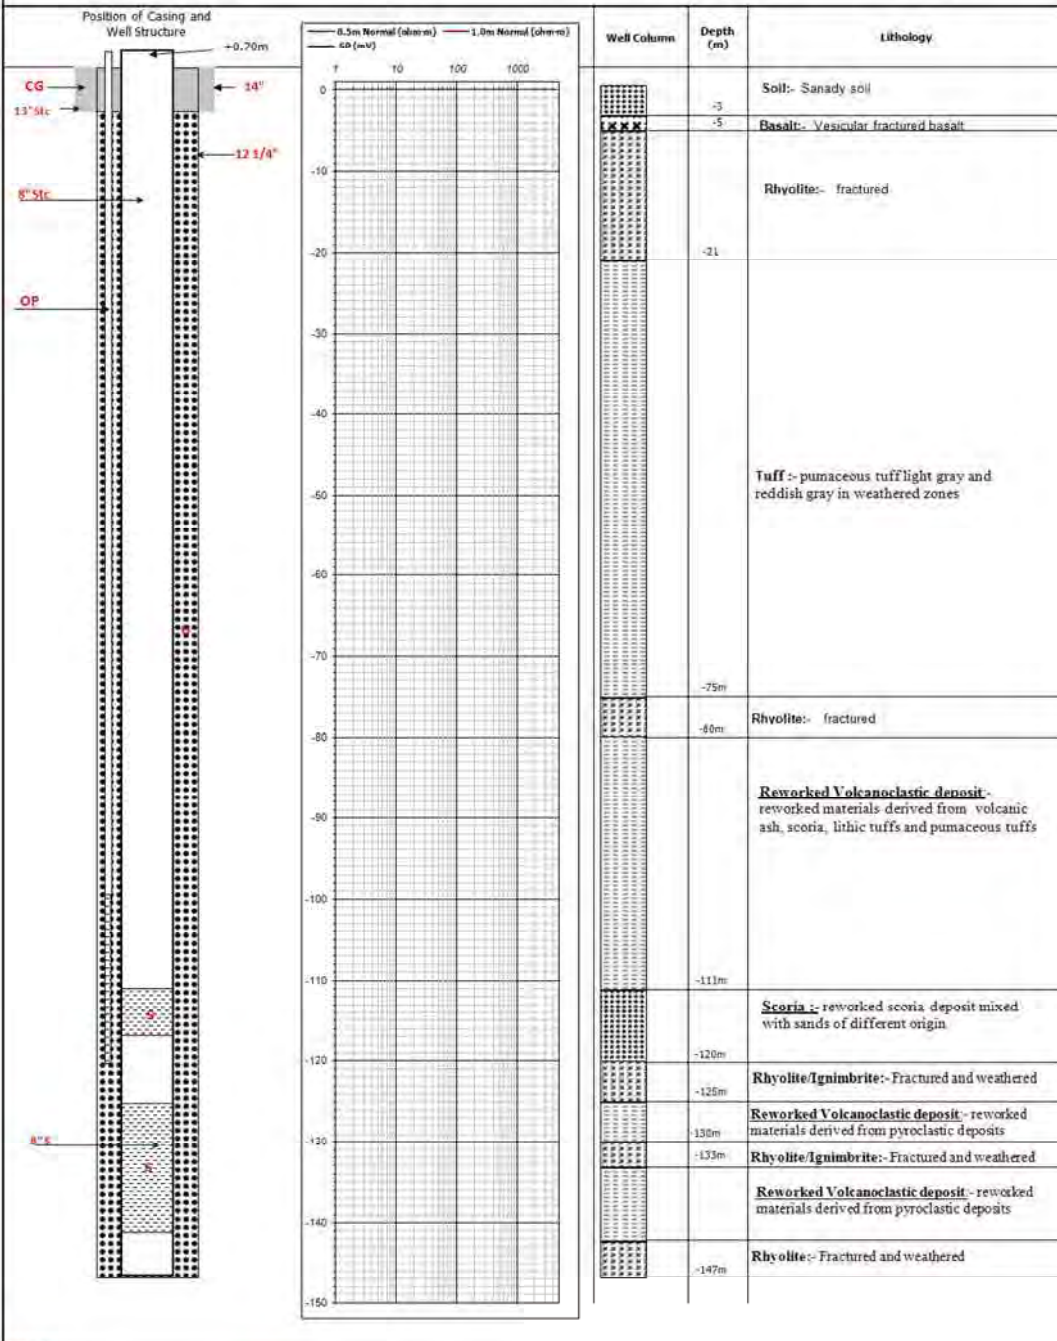 Position of Casing and
Well Structure
+0.70m
CG
14"
13"Stc
12 1/4"
8"Stc
OP
G
S
8"S
S
0.5m Normal (ohm-m) 1.0m Normal (ohm-m)
SP (mV)
1 10 100 1000
0
-10
-20
-30
-40
-50
-60
-70
-80
-90
-100
-110
-120
-130
-140
-150
Well Column
Depth
(m)
Lithology
Soil:- Sanady soil
-3
-5
Basalt:- Vesicular fractured basalt
Rhyolite:- fractured
-21
Tuff :- pumaceous tuff light gray and
reddish gray in weathered zones
-75m
Rhyolite:- fractured
-80m
Reworked Volcanoclastic deposit:-
reworked materials derived from volcanic
ash, scoria, lithic tuffs and pumaceous tuffs
-111m
Scoria :- reworked scoria deposit mixed
with sands of different origin
-120m
Rhyolite/Ignimbrite:- Fractured and weathered
-125m
Reworked Volcanoclastic deposit:- reworked
materials derived from pyroclastic deposits
-130m
-133m
Rhyolite/Ignimbrite:- Fractured and weathered
Reworked Volcanoclastic deposit:- reworked
materials derived from pyroclastic deposits
Rhyolite:- Fractured and weathered
-147m